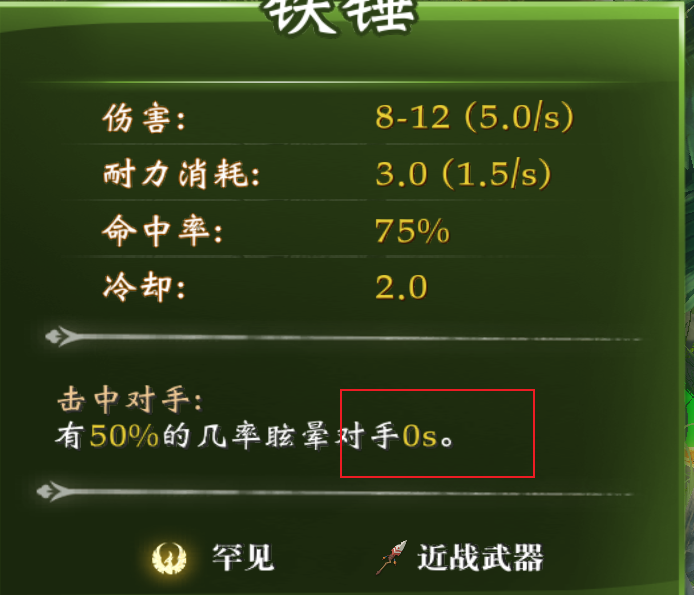 铁锤
伤害: 8-12 (5.0/s)
耐力消耗: 3.0 (1.5/s)
命中率: 75%
冷却: 2.0
击中对手:
有50%的几率眩晕对手0s。
罕见 近战武器